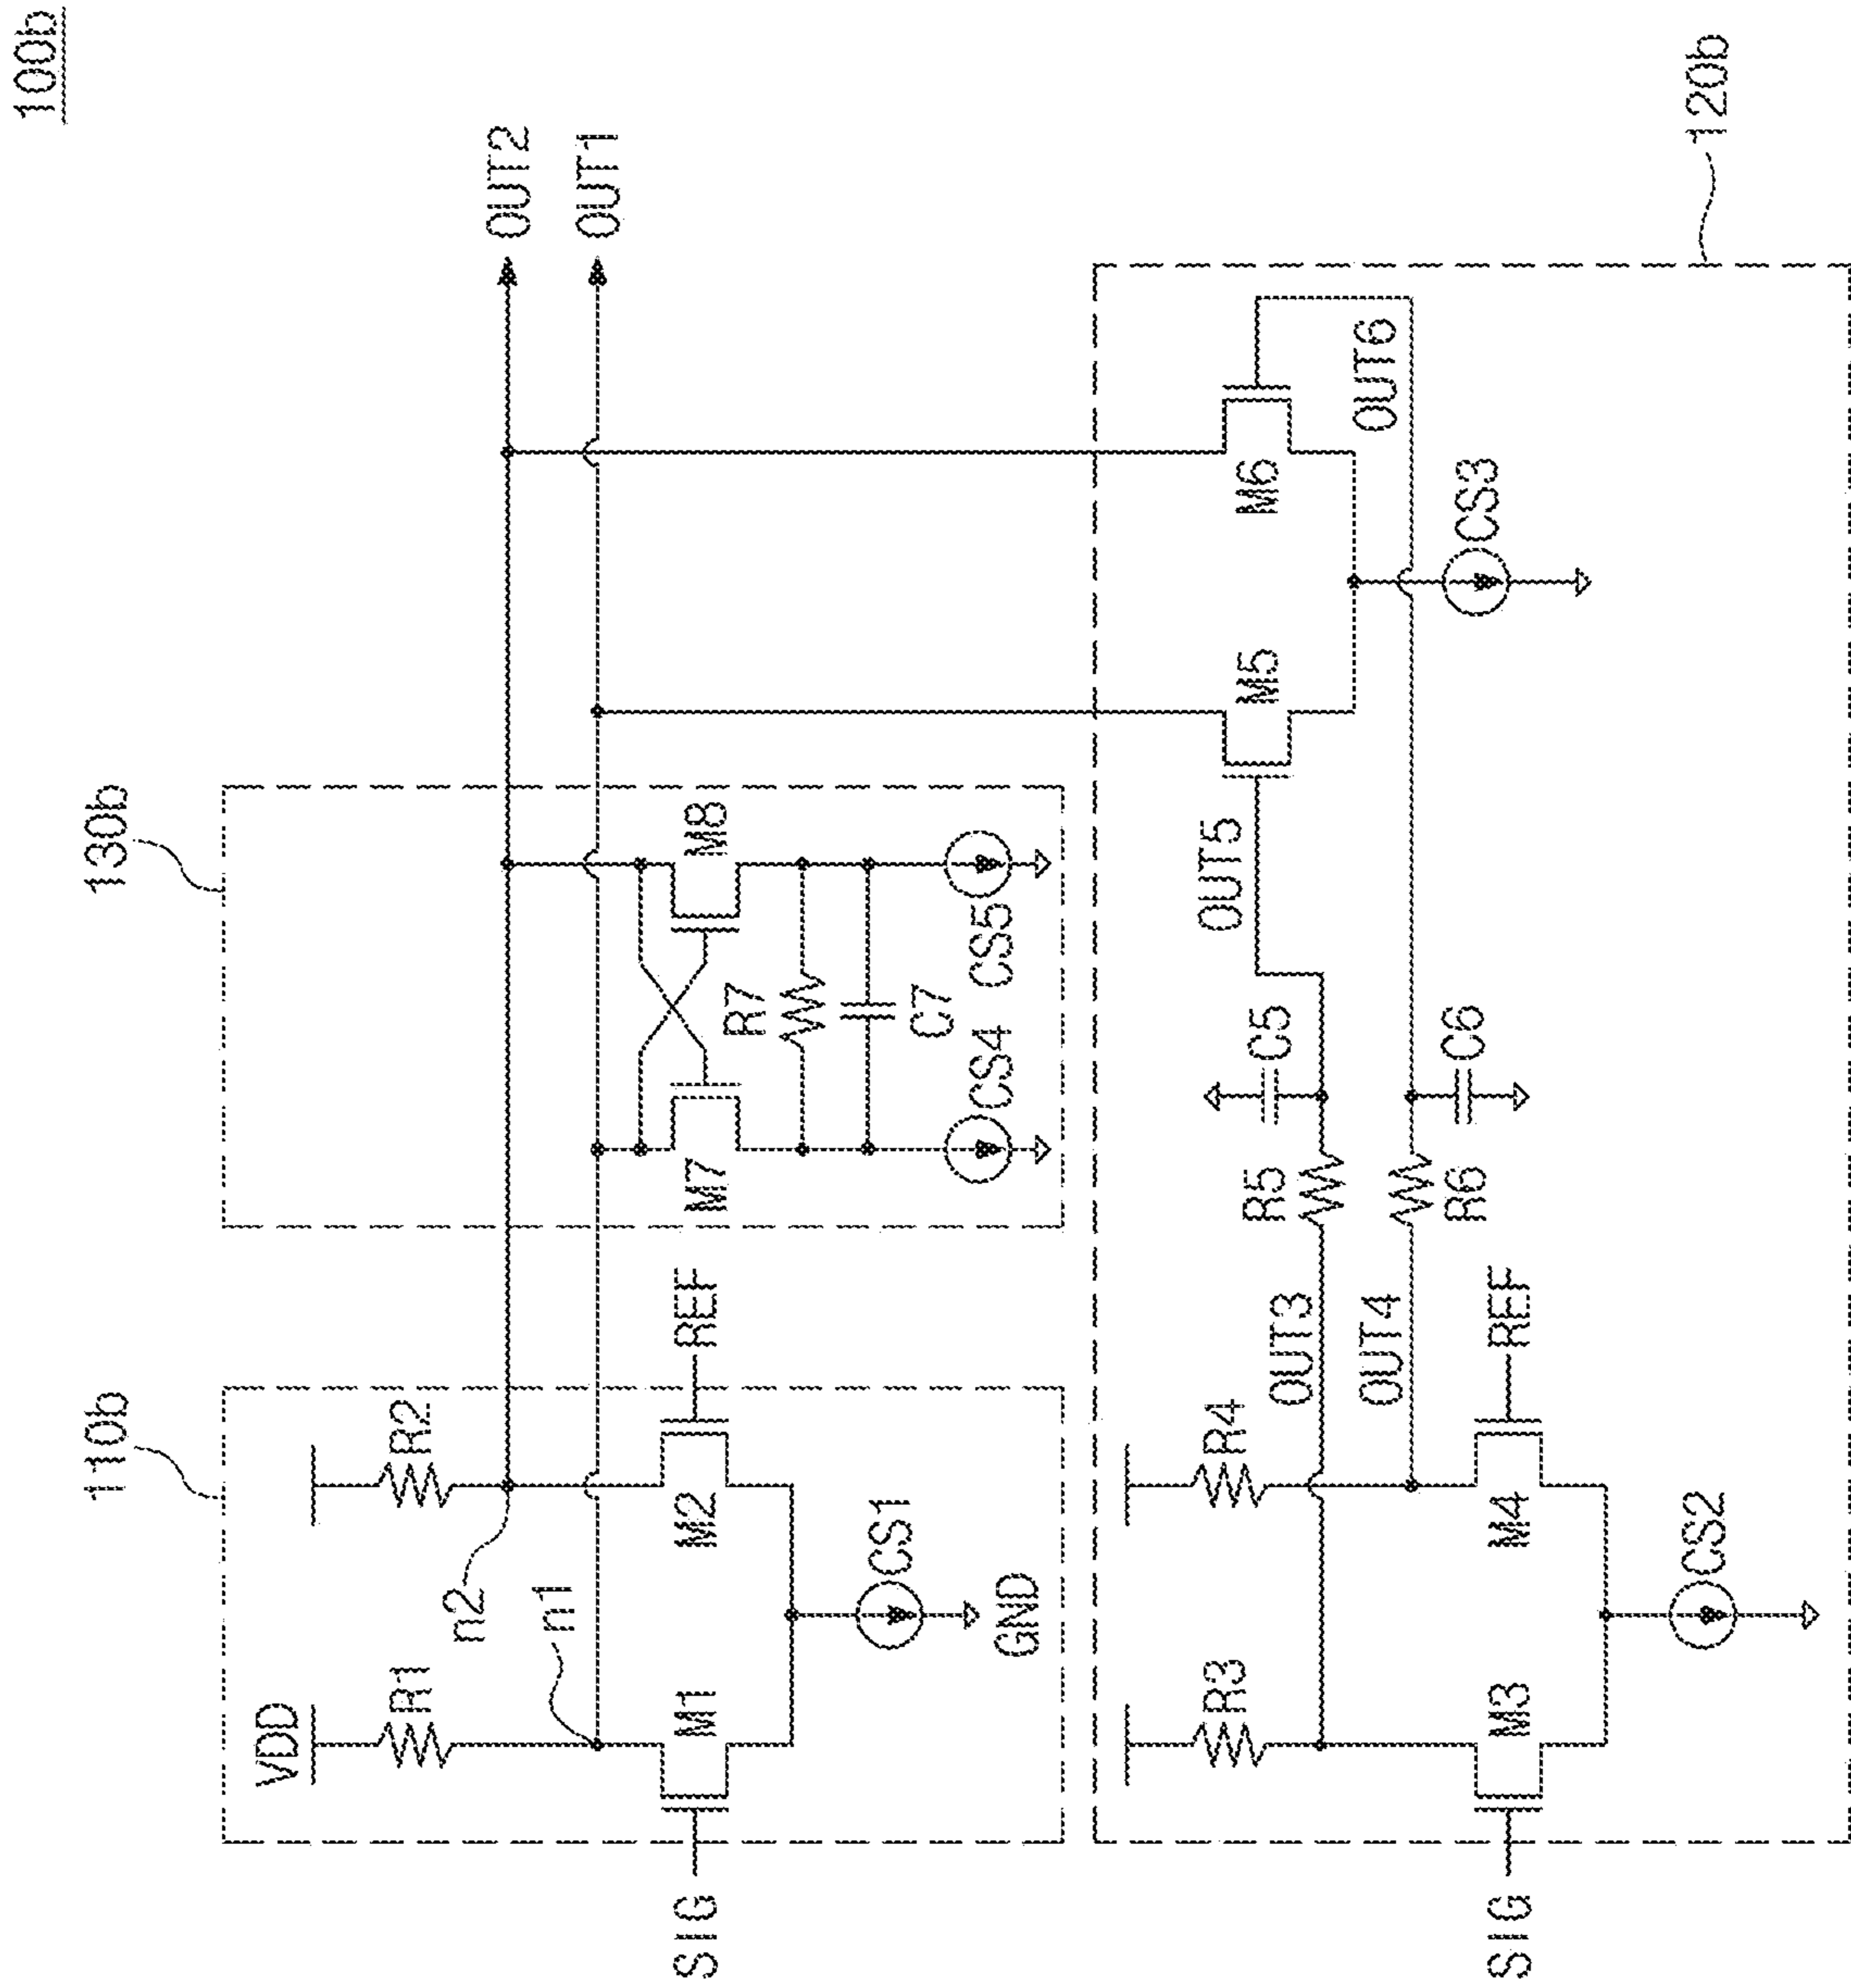 100b
110b
130b
VDD
R1
R2
n2
n1
OUT2
OUT1
M1
M2
SIG
REF
CS1
GND
M7
M8
R7
C7
CS4
CS5
120b
R3
R4
OUT3
OUT4
R5
C5
R6
C6
OUT5
M5
M6
OUT6
CS3
SIG
M3
M4
REF
CS2